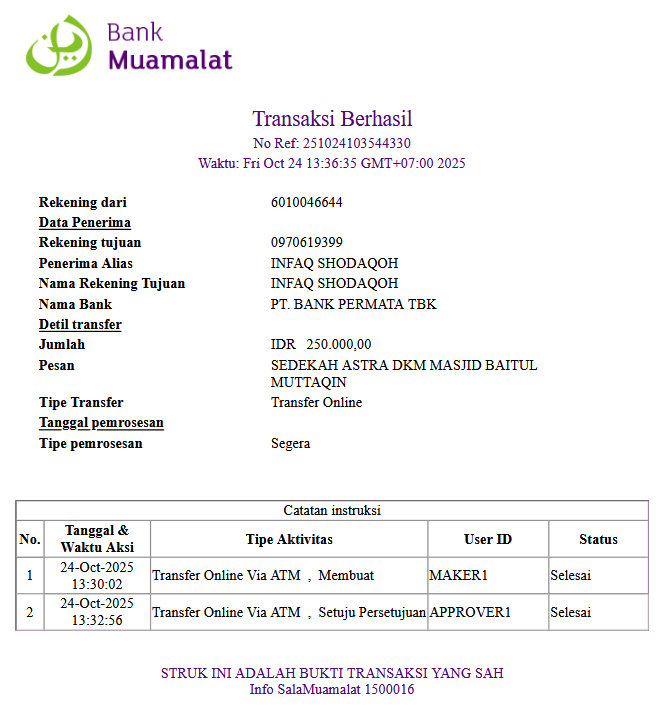 Bank
Muamalat
Transaksi Berhasil
No Ref: 251024103544330
Waktu: Fri Oct 24 13:36:35 GMT+07:00 2025
Rekening dari 6010046644
Data Penerima
Rekening tujuan 0970619399
Penerima Alias INFAQ SHODAQOH
Nama Rekening Tujuan INFAQ SHODAQOH
Nama Bank PT. BANK PERMATA TBK
Detil transfer
Jumlah IDR 250.000,00
Pesan SEDEKAH ASTRA DKM MASJID BAITUL
MUTTAQIN
Tipe Transfer Transfer Online
Tanggal pemrosesan
Tipe pemrosesan Segera
Catatan instruksi
No. Tanggal & Waktu Aksi Tipe Aktivitas User ID Status
1 24-Oct-2025 13:30:02 Transfer Online Via ATM , Membuat MAKER1 Selesai
2 24-Oct-2025 13:32:56 Transfer Online Via ATM , Setuju Persetujuan APPROVER1 Selesai
STRUK INI ADALAH BUKTI TRANSAKSI YANG SAH
Info SalaMuamalat 1500016